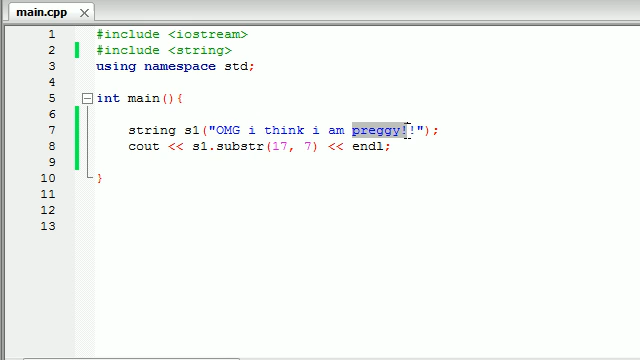 main.cpp
1 #include <iostream>
2 #include <string>
3 using namespace std;
4
5 int main(){
6
7 string s1("OMG i think i am preggy!!");
8 cout << s1.substr(17, 7) << endl;
9
10 }
11
12
13